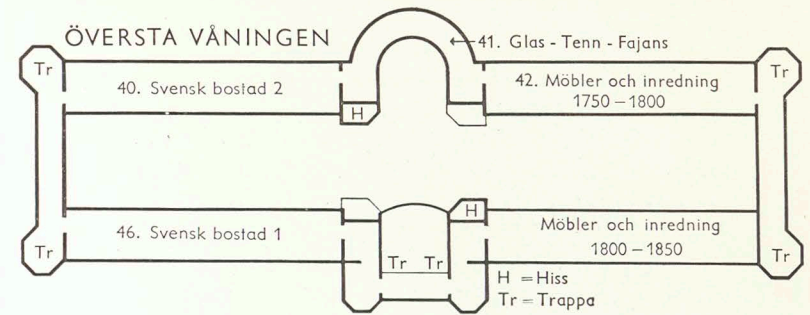 ÖVERSTA VÅNINGEN
←41. Glas - Tenn - Fajans
Tr
Tr
40. Svensk bostad 2
42. Möbler och inredning
1750 – 1800
H
H
46. Svensk bostad 1
Möbler och inredning
1800 – 1850
Tr
Tr Tr
Tr
H = Hiss
Tr = Trappa